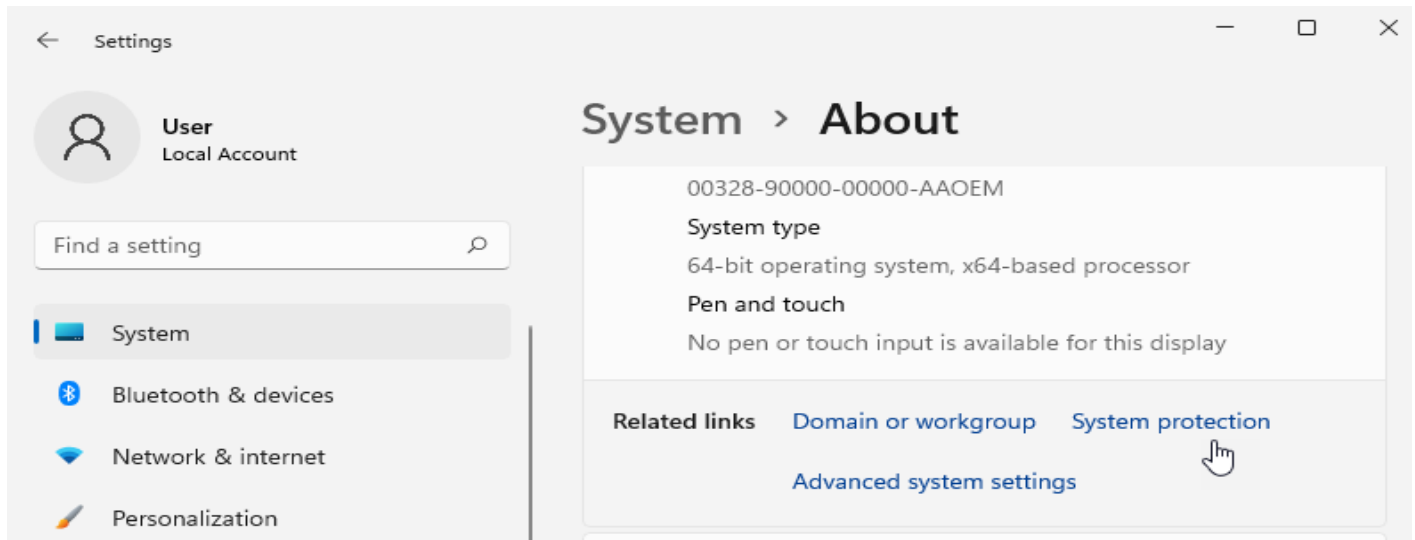 Settings
User
Local Account
Find a setting
System
Bluetooth & devices
Network & internet
Personalization
System > About
00328-90000-00000-AAOEM
System type
64-bit operating system, x64-based processor
Pen and touch
No pen or touch input is available for this display
Related links Domain or workgroup System protection
Advanced system settings